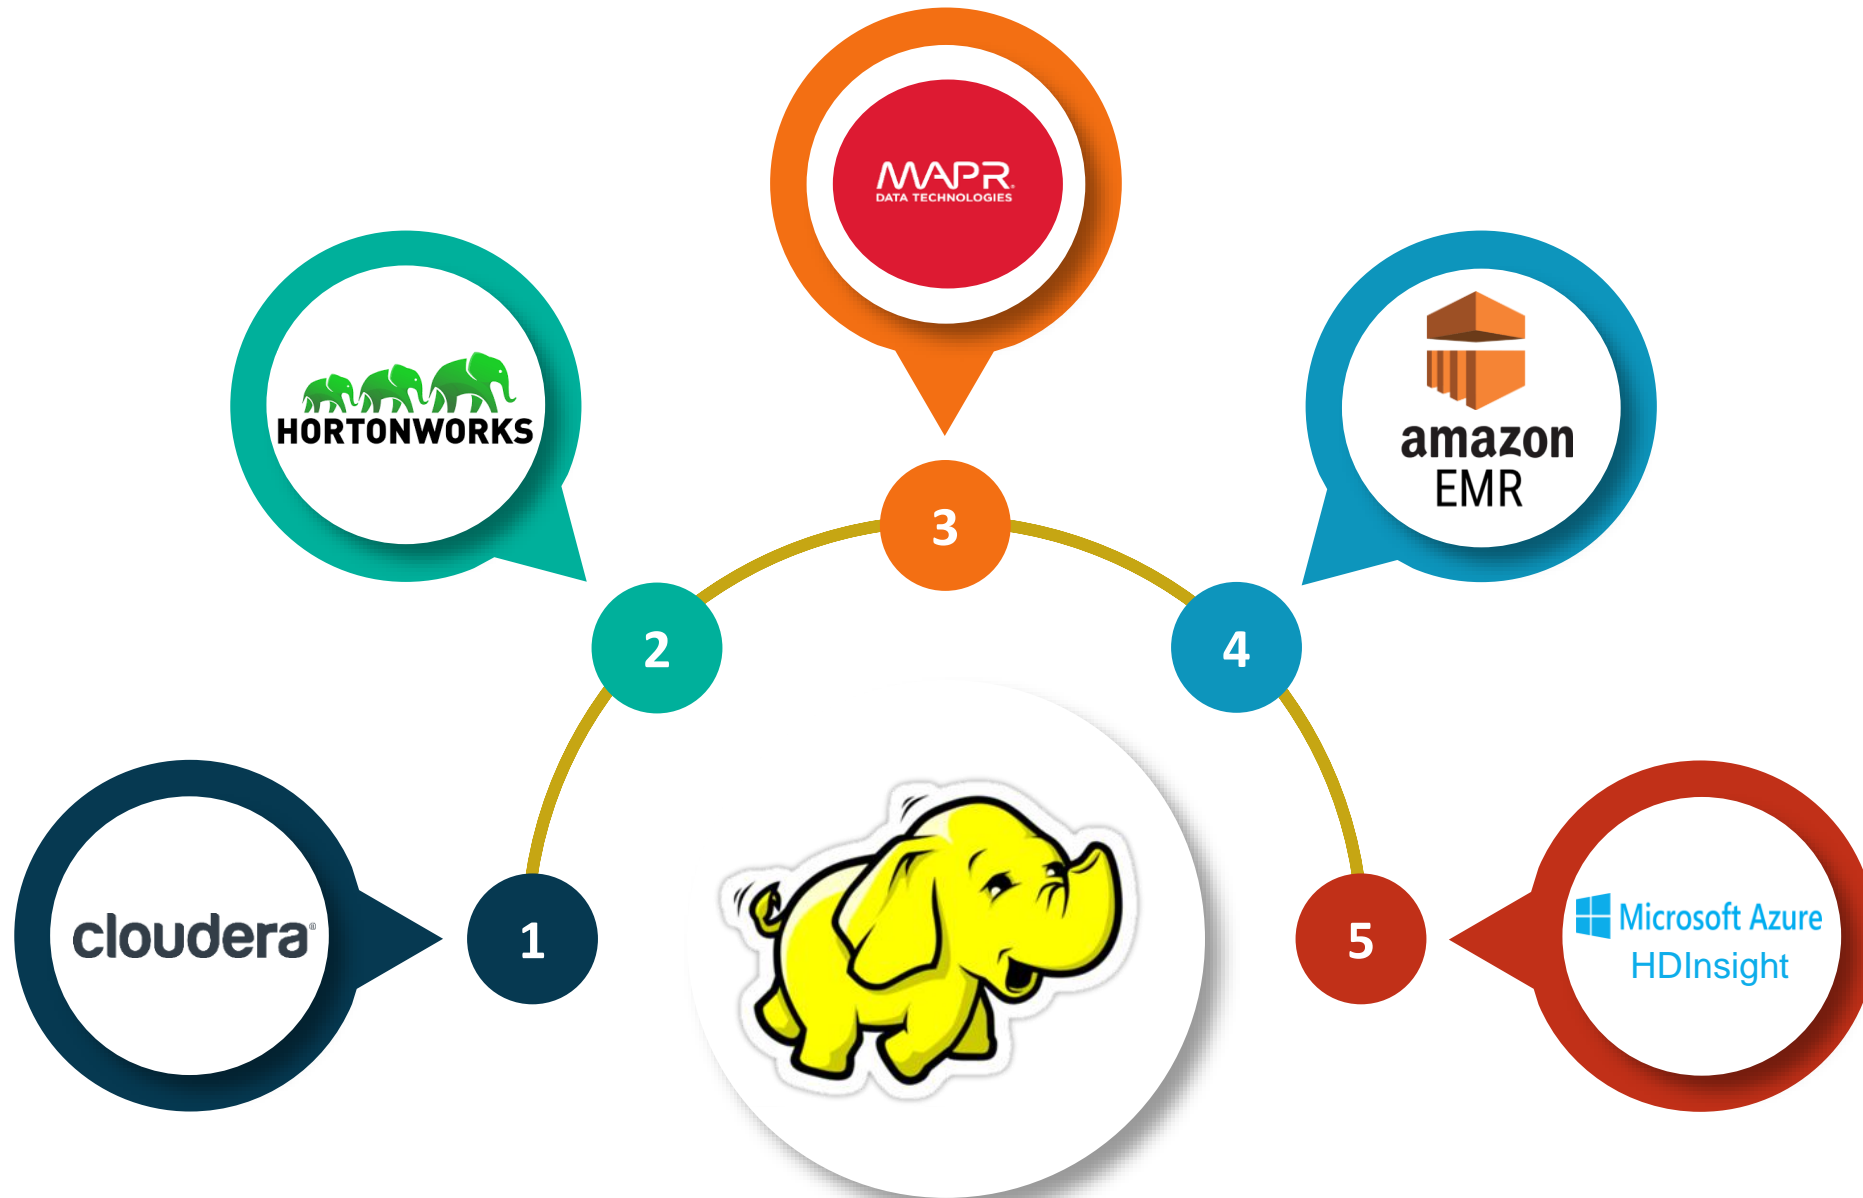 MAPR
DATA TECHNOLOGIES
HORTONWORKS
amazon
EMR
3
2
4
cloudera®
1
5
Microsoft Azure
HDInsight